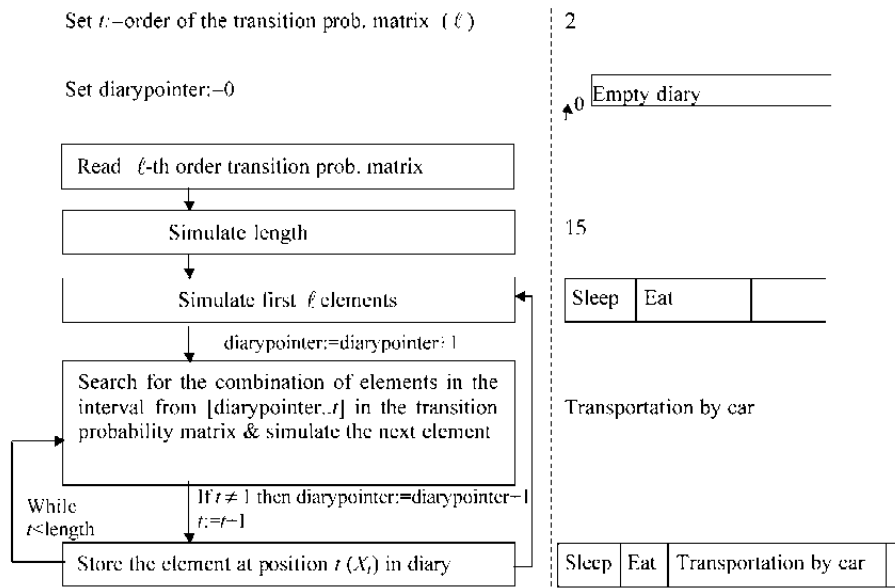 Set t:–order of the transition prob. matrix ( ℓ )
2
Set diarypointer:–0
0
Empty diary
Read ℓ-th order transition prob. matrix
Simulate length
15
Simulate first ℓ elements
Sleep
Eat
diarypointer:=diarypointer+1
Search for the combination of elements in the
interval from [diarypointer..t] in the transition
probability matrix & simulate the next element
Transportation by car
If t ≠ 1 then diarypointer:=diarypointer–1
t:=t–1
While
t<length
Store the element at position t (Xₜ) in diary
Sleep
Eat
Transportation by car